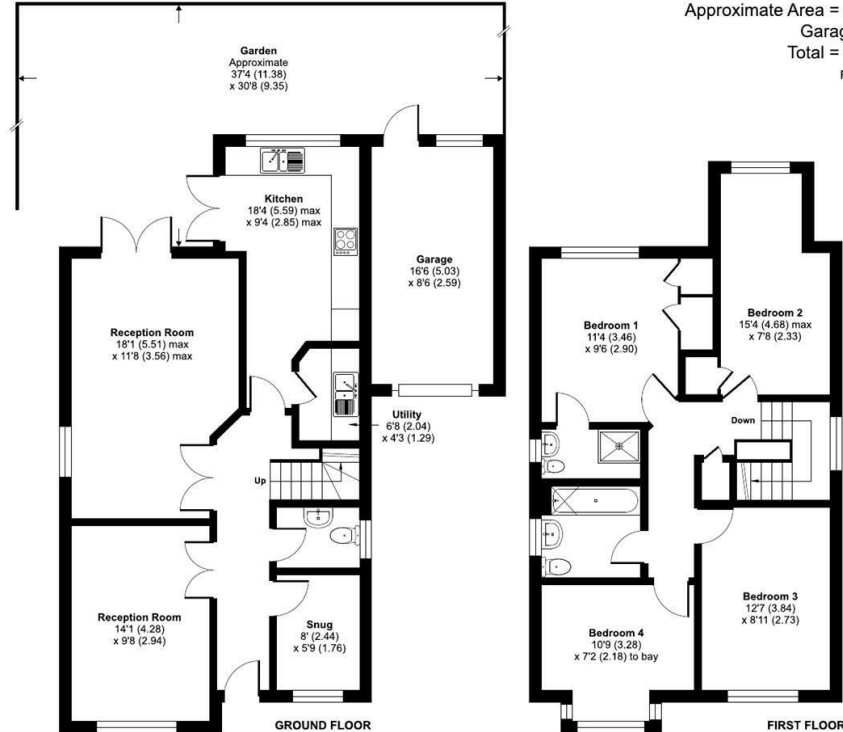 Approximate Area =
Garag
Total =
F
Garden
Approximate
37'4 (11.38)
x 30'8 (9.35)
Kitchen
18'4 (5.59) max
x 9'4 (2.85) max
Garage
16'6 (5.03)
x 8'6 (2.59)
Reception Room
18'1 (5.51) max
x 11'8 (3.56) max
Utility
6'8 (2.04)
x 4'3 (1.29)
Up
Reception Room
14'1 (4.28)
x 9'8 (2.94)
Snug
8' (2.44)
x 5'9 (1.76)
GROUND FLOOR
Bedroom 2
15'4 (4.68) max
x 7'8 (2.33)
Bedroom 1
11'4 (3.46)
x 9'6 (2.90)
Down
Bedroom 3
12'7 (3.84)
x 8'11 (2.73)
Bedroom 4
10'9 (3.28)
x 7'2 (2.18) to bay
FIRST FLOOR